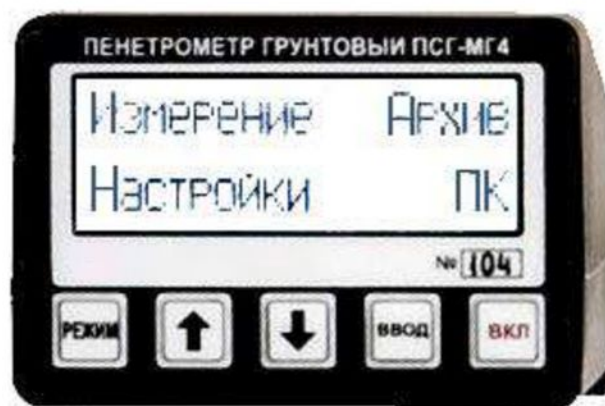 ПЕНЕТРОМЕТР ГРУНТОВЫЙ ПСГ-МГ4
Измерение Архив
Настройки ПК
№ 104
РЕЖИМ ВВОД ВКЛ